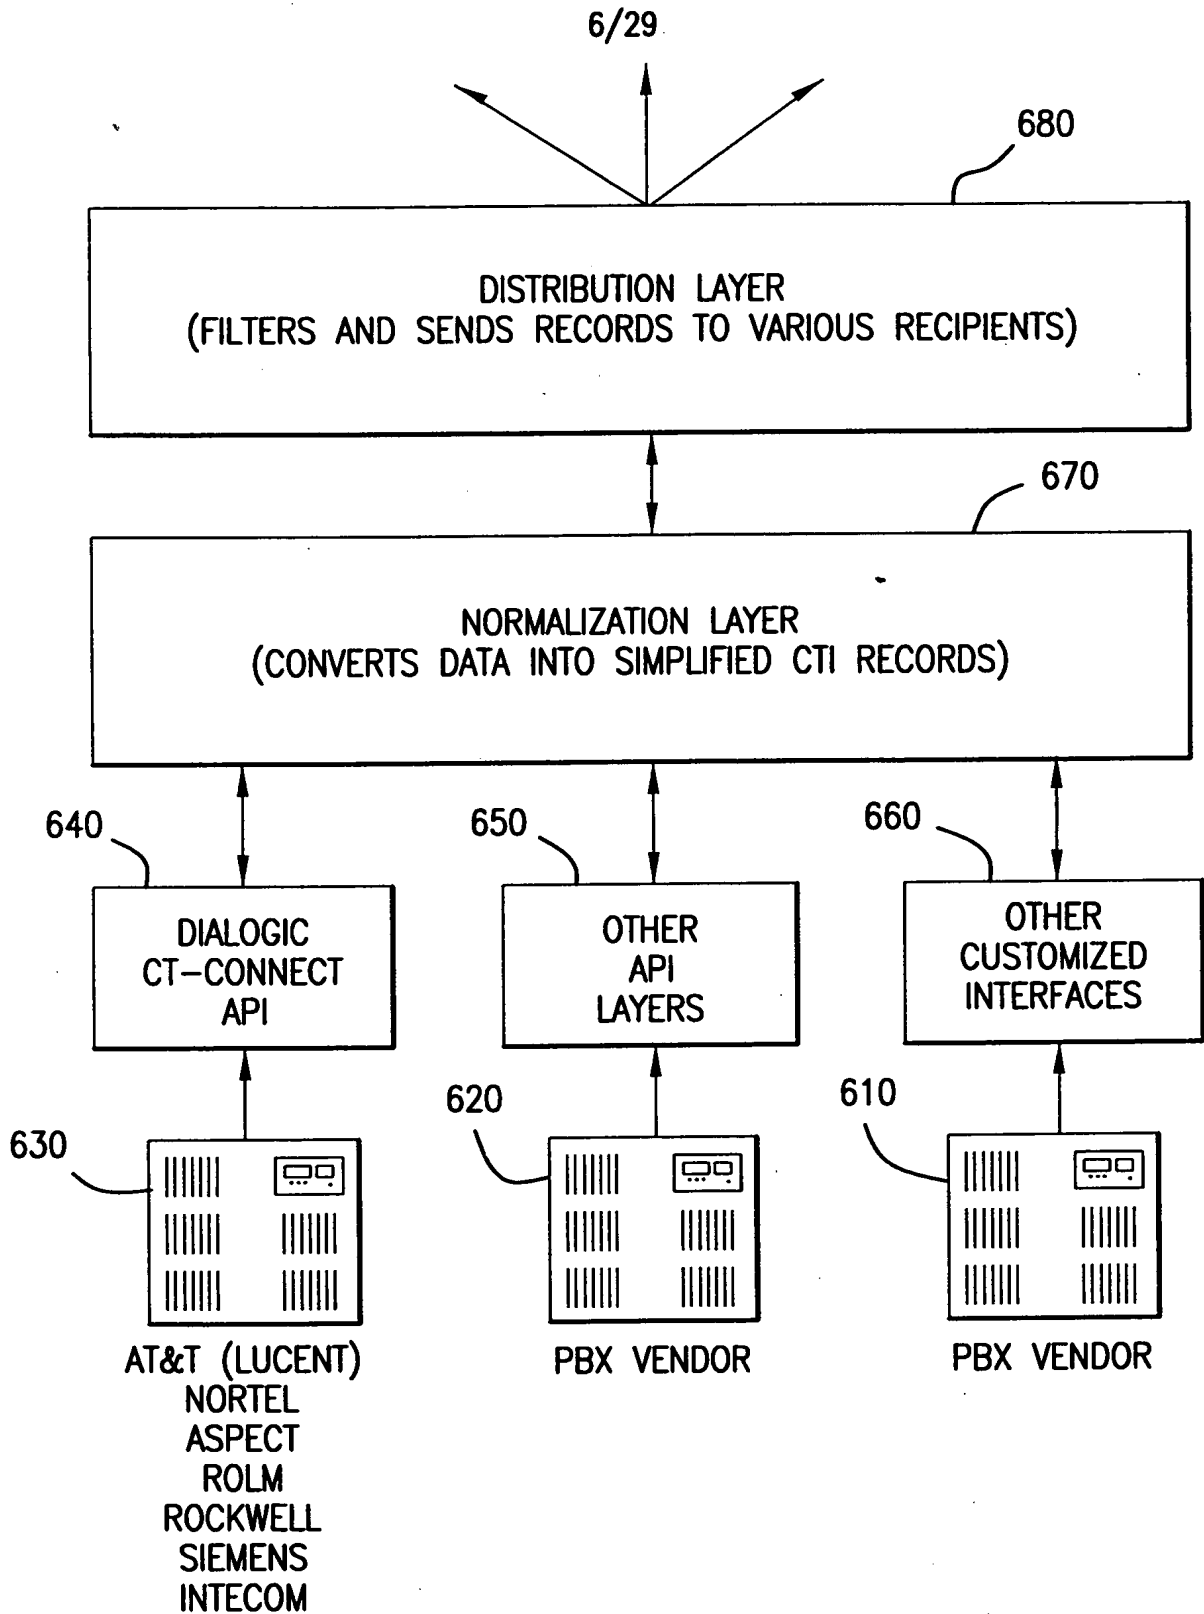 6/29
680
DISTRIBUTION LAYER
(FILTERS AND SENDS RECORDS TO VARIOUS RECIPIENTS)
670
NORMALIZATION LAYER
(CONVERTS DATA INTO SIMPLIFIED CTI RECORDS)
640
650
660
DIALOGIC
CT-CONNECT
API
OTHER
API
LAYERS
OTHER
CUSTOMIZED
INTERFACES
630
620
610
AT&T (LUCENT)
NORTEL
ASPECT
ROLM
ROCKWELL
SIEMENS
INTECOM
PBX VENDOR
PBX VENDOR